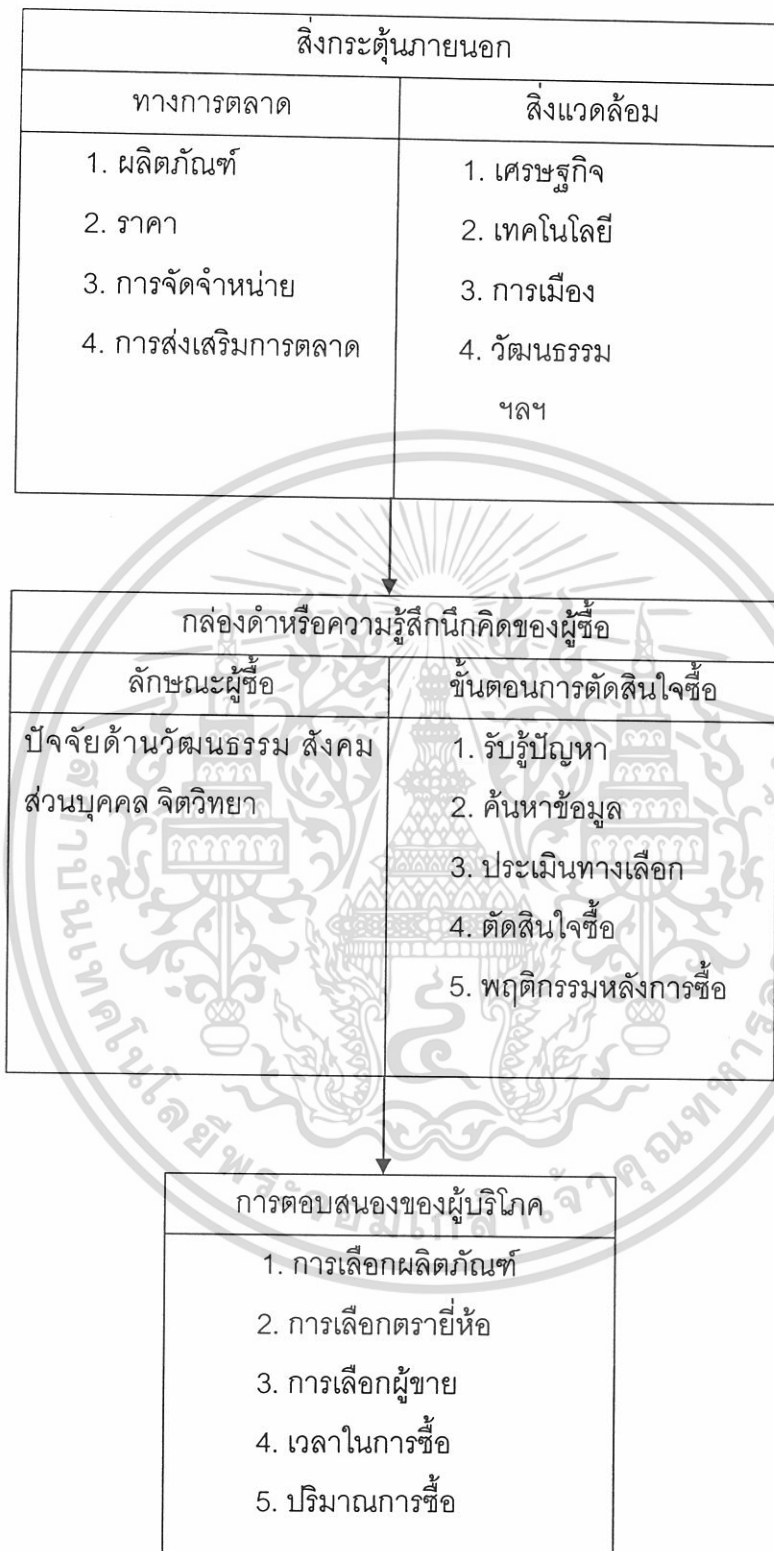 สิ่งกระตุ้นภายนอก
ทางการตลาด
1. ผลิตภัณฑ์
2. ราคา
3. การจัดจำหน่าย
4. การส่งเสริมการตลาด
สิ่งแวดล้อม
1. เศรษฐกิจ
2. เทคโนโลยี
3. การเมือง
4. วัฒนธรรม
ฯลฯ
กล่องดำหรือความรู้สึกนึกคิดของผู้ซื้อ
ลักษณะผู้ซื้อ
ปัจจัยด้านวัฒนธรรม สังคม
ส่วนบุคคล จิตวิทยา
ขั้นตอนการตัดสินใจซื้อ
1. รับรู้ปัญหา
2. ค้นหาข้อมูล
3. ประเมินทางเลือก
4. ตัดสินใจซื้อ
5. พฤติกรรมหลังการซื้อ
การตอบสนองของผู้บริโภค
1. การเลือกผลิตภัณฑ์
2. การเลือกตรายี่ห้อ
3. การเลือกผู้ขาย
4. เวลาในการซื้อ
5. ปริมาณการซื้อ